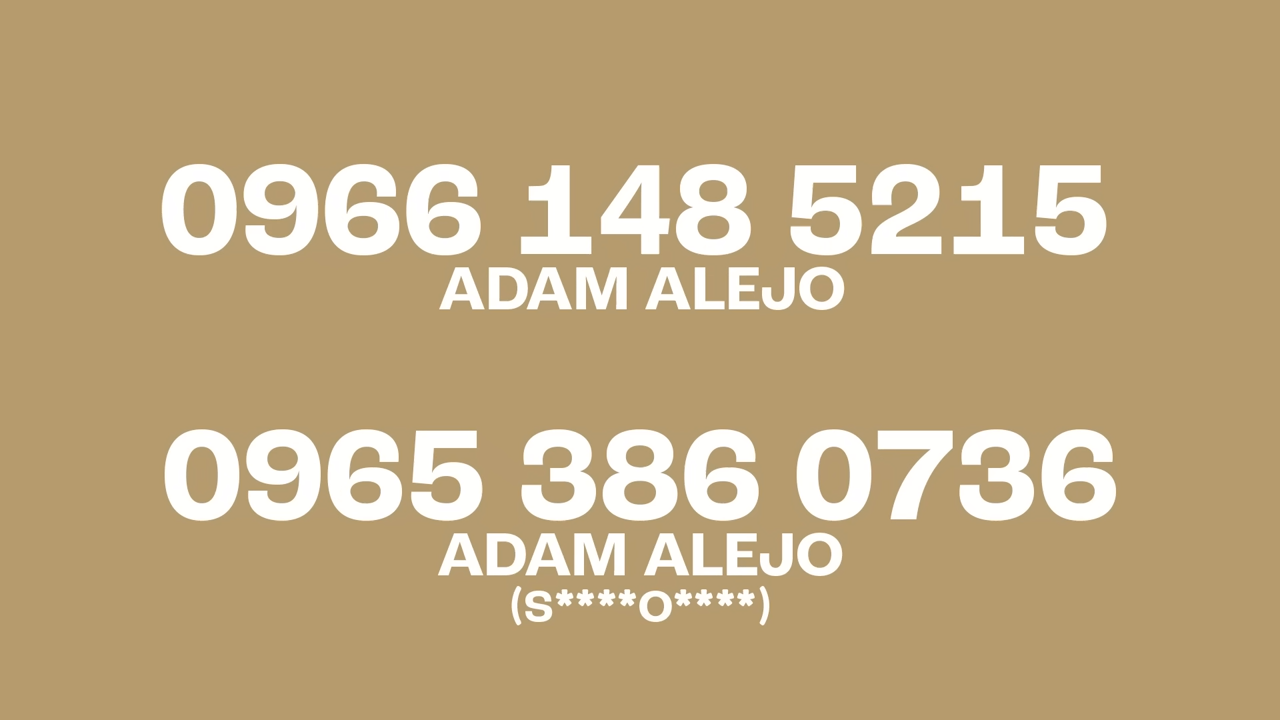 0966 148 5215
ADAM ALEJO
0965 386 0736
ADAM ALEJO
(S****O****)